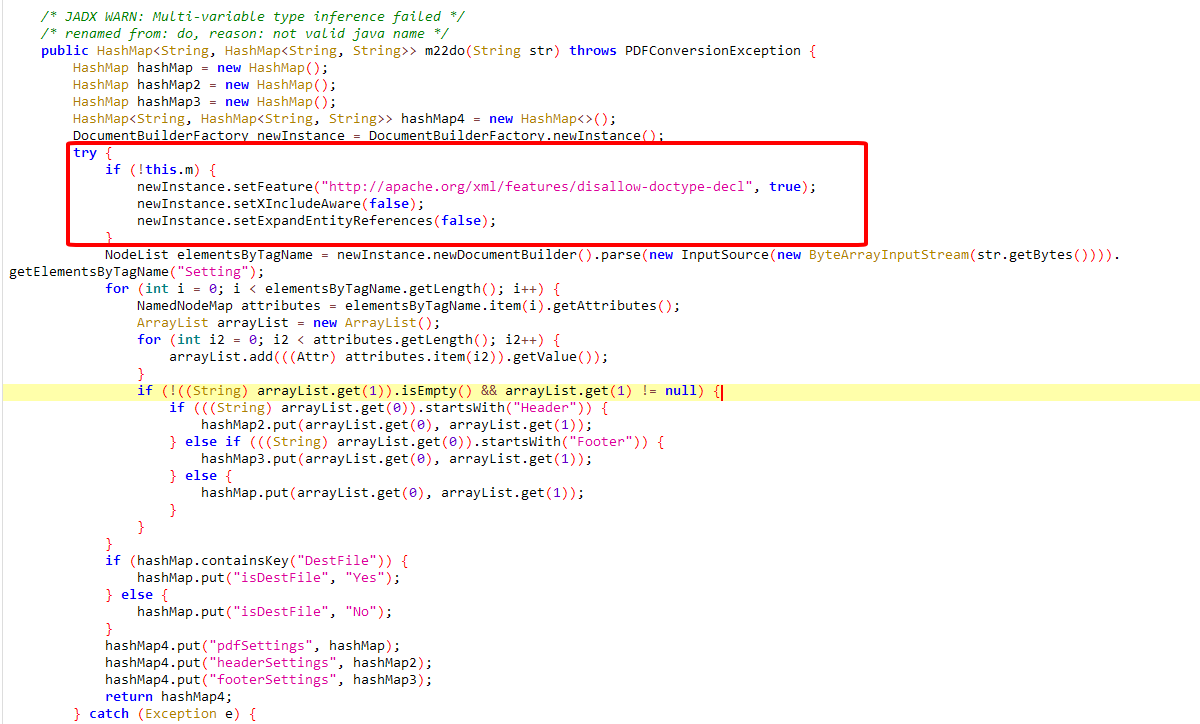 /* JADX WARN: Multi-variable type inference failed */
/* renamed from: do, reason: not valid java name */
public HashMap<String, HashMap<String, String>> m22do(String str) throws PDFConversionException {
HashMap hashMap = new HashMap();
HashMap hashMap2 = new HashMap();
HashMap hashMap3 = new HashMap();
HashMap<String, HashMap<String, String>> hashMap4 = new HashMap<>();
DocumentBuilderFactory newInstance = DocumentBuilderFactory.newInstance();
try {
if (!this.m) {
newInstance.setFeature("http://apache.org/xml/features/disallow-doctype-decl", true);
newInstance.setXIncludeAware(false);
newInstance.setExpandEntityReferences(false);
}
NodeList elementsByTagName = newInstance.newDocumentBuilder().parse(new InputSource(new ByteArrayInputStream(str.getBytes()))).
getElementsByTagName("Setting");
for (int i = 0; i < elementsByTagName.getLength(); i++) {
NamedNodeMap attributes = elementsByTagName.item(i).getAttributes();
ArrayList arrayList = new ArrayList();
for (int i2 = 0; i2 < attributes.getLength(); i2++) {
arrayList.add(((Attr) attributes.item(i2)).getValue());
}
if (!((String) arrayList.get(1)).isEmpty() && arrayList.get(1) != null) {
if (((String) arrayList.get(0)).startsWith("Header")) {
hashMap2.put(arrayList.get(0), arrayList.get(1));
} else if (((String) arrayList.get(0)).startsWith("Footer")) {
hashMap3.put(arrayList.get(0), arrayList.get(1));
} else {
hashMap.put(arrayList.get(0), arrayList.get(1));
}
}
}
if (hashMap.containsKey("DestFile")) {
hashMap.put("isDestFile", "Yes");
} else {
hashMap.put("isDestFile", "No");
}
hashMap4.put("pdfSettings", hashMap);
hashMap4.put("headerSettings", hashMap2);
hashMap4.put("footerSettings", hashMap3);
return hashMap4;
} catch (Exception e) {